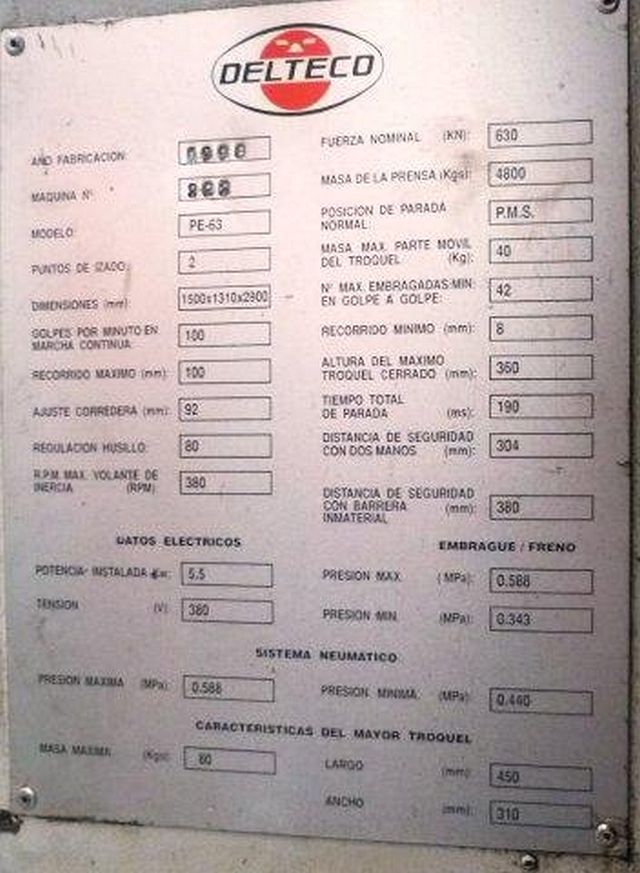 DELTECO
AÑO FABRICACION:
MAQUINA Nº
MODELO: PE-63
PUNTOS DE IZADO: 2
DIMENSIONES (mm): 1500x1310x2900
GOLPES POR MINUTO EN
MARCHA CONTINUA: 100
RECORRIDO MAXIMO (mm): 100
AJUSTE CORREDERA (mm): 92
REGULACION HUSILLO: 80
R.P.M. MAX. VOLANTE DE
INERCIA (RPM): 380
FUERZA NOMINAL (KN): 630
MASA DE LA PRENSA (Kgs): 4800
POSICION DE PARADA
NORMAL: P.M.S.
MASA MAX. PARTE MOVIL
DEL TROQUEL (Kg): 40
Nº MAX. EMBRAGADAS/MIN.
EN GOLPE A GOLPE: 42
RECORRIDO MINIMO (mm): 8
ALTURA DEL MAXIMO
TROQUEL CERRADO (mm): 360
TIEMPO TOTAL
DE PARADA (ms): 190
DISTANCIA DE SEGURIDAD
CON DOS MANOS (mm): 304
DISTANCIA DE SEGURIDAD
CON BARRERA (mm): 380
INMATERIAL
DATOS ELECTRICOS
POTENCIA INSTALADA 5.5
TENSION (V): 380
EMBRAGUE / FRENO
PRESION MAX. (MPa): 0.588
PRESION MIN. (MPa): 0.343
SISTEMA NEUMATICO
PRESION MAXIMA (MPa): 0.588
PRESION MINIMA (MPa): 0.440
CARACTERISTICAS DEL MAYOR TROQUEL
MASA MAXIMA (Kgs): 80
LARGO (mm): 450
ANCHO (mm): 310